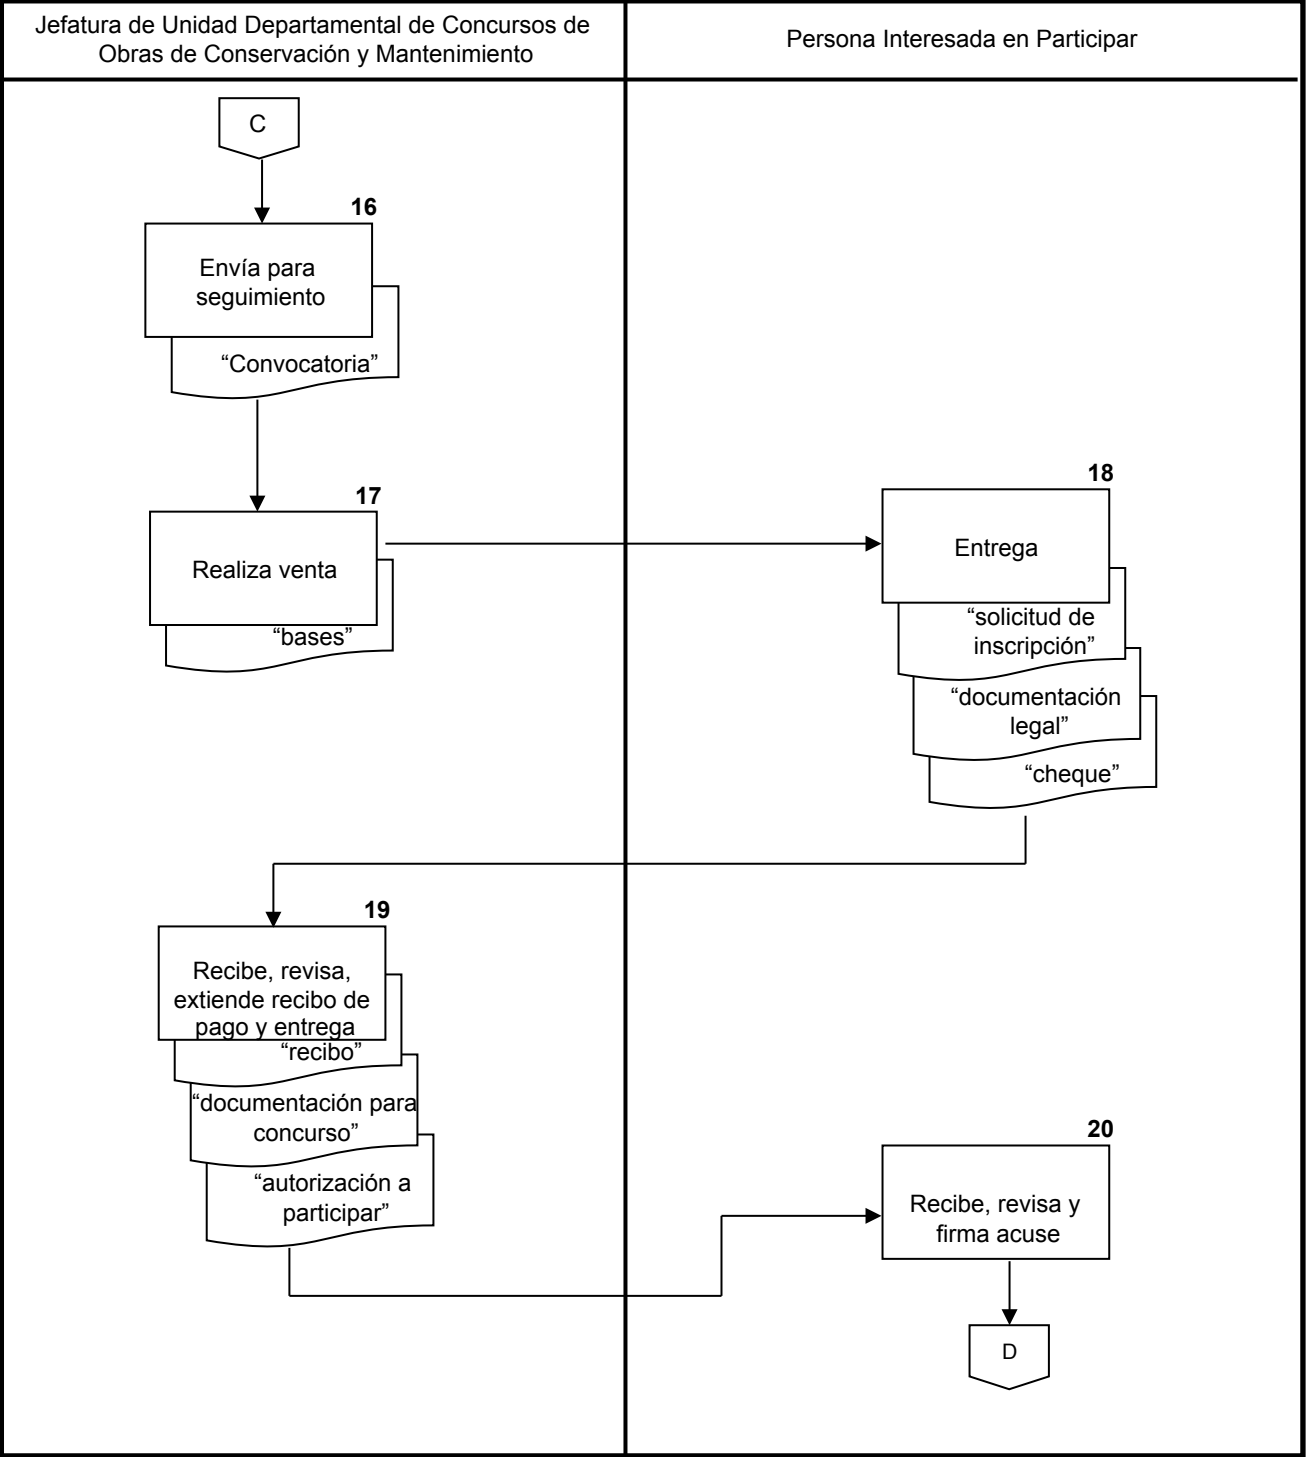 Jefatura de Unidad Departamental de Concursos de
Obras de Conservación y Mantenimiento
Persona Interesada en Participar
C
16
Envía para
seguimiento
“Convocatoria”
17
Realiza venta
“bases”
18
Entrega
“solicitud de
inscripción”
“documentación
legal”
“cheque”
19
Recibe, revisa,
extiende recibo de
pago y entrega
“recibo”
“documentación para
concurso”
“autorización a
participar”
20
Recibe, revisa y
firma acuse
D